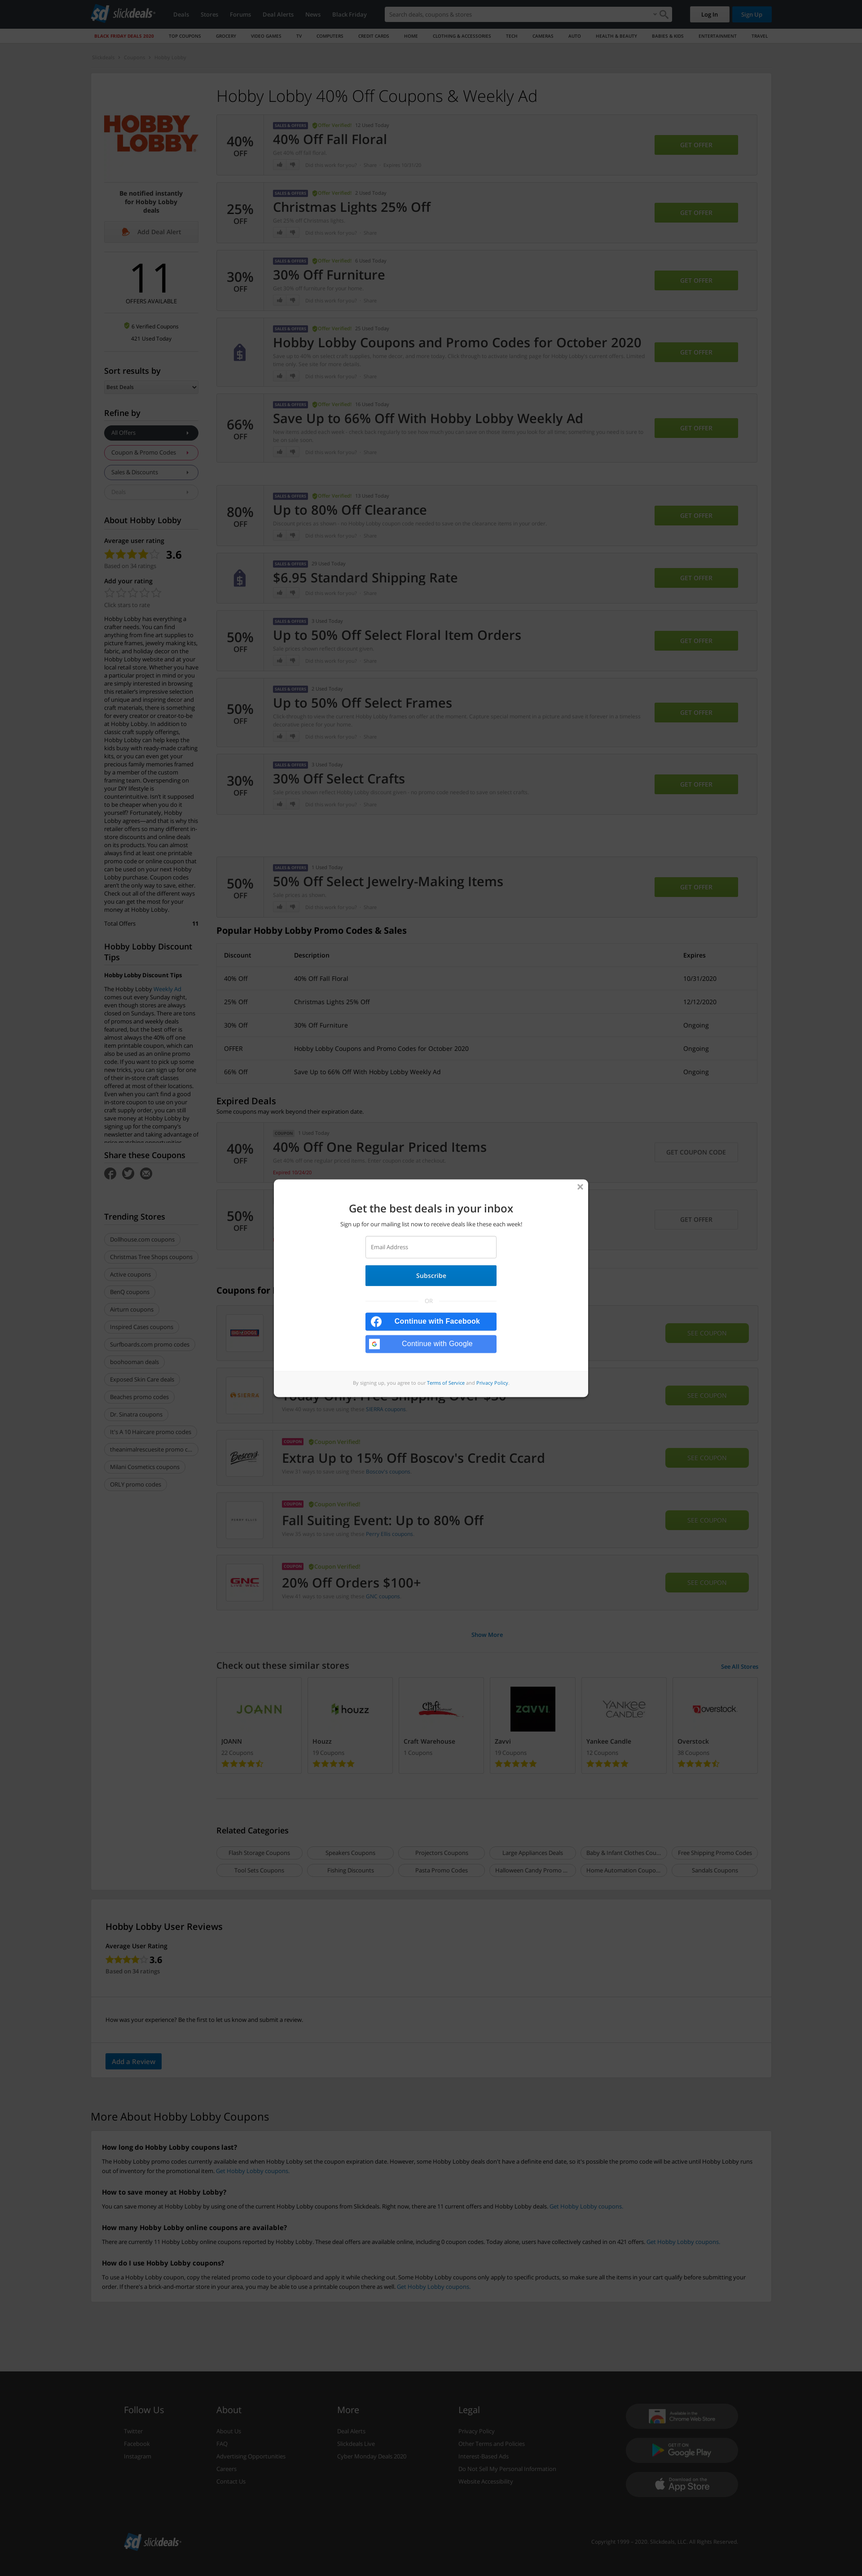 slickdeals
Deals Stores Forums Deal Alerts News Black Friday
Search deals, coupons & stores
Log In Sign Up
BLACK FRIDAY DEALS 2020 TOP COUPONS GROCERY VIDEO GAMES TV COMPUTERS CREDIT CARDS HOME CLOTHING & ACCESSORIES TECH GAMERS AUTO HEALTH & BEAUTY BABIES & KIDS ENTERTAINMENT TRAVEL
Hobby Lobby 40% Off Coupons & Weekly Ad
HOBBY
LOBBY
Be notified instantly
for Hobby Lobby
deals
Add Deal Alert
11
OFFERS AVAILABLE
6 Verified Coupons
421 Used Today
Sort results by
Best Deals
Refine by
All Offers
Coupon & Promo Codes
Sales & Discounts
Deals
About Hobby Lobby
Average user rating
3.6
Based on 34 ratings
Add your rating
Click stars to rate
Hobby Lobby has everything a
crafter needs. You can find
anything from fine art supplies to
picture frames, jewelry making kits,
fabric, and holiday decor on the
Hobby Lobby website and at your
local retail store. Whether you have
a particular project in mind or you
are simply interested in browsing
this retailer's impressive selection
of unique and inspiring decor and
craft materials, there is something
for every creator or creator-to-be
at Hobby Lobby. In addition to
classic craft supply offerings,
Hobby Lobby can help keep the
kids busy with ready-made crafting
kits, or you can even get your
precious family memories framed
by a member of the custom
framing team. Overspending on
your DIY lifestyle is
counterintuitive. Isn't it supposed
to be cheaper when you do it
yourself? Fortunately, Hobby
Lobby agrees—and that is why this
retailer offers so many different in-
store discounts and online deals
on its products. You can almost
always find at least one printable
promo code or online coupon that
can be used on your next Hobby
Lobby purchase. Coupon codes
aren't the only way to save, either.
Check out all of the different ways
you can get the most for your
money at Hobby Lobby.
Total Offers 11
Hobby Lobby Discount
Tips
Hobby Lobby Discount Tips
The Hobby Lobby Weekly Ad
comes out every Sunday night,
even though stores are always
closed on Sundays. There are tons
of promos and weekly deals
featured, but the best offer is
almost always the 40% off one
item printable coupon, which can
also be used as an online promo
code. If you want to pick up some
new tricks, you can sign up for one
of their in-store craft classes
offered at most of their locations.
Even when you can't find a good
in-store coupon to use on your
craft supply order, you can still
save money at Hobby Lobby by
signing up for the company's
newsletter and taking advantage of
Share these Coupons
Trending Stores
Dollhouse.com coupons
Christmas Tree Shops coupons
Active coupons
BenQ coupons
Airturn coupons
Inspired Cases coupons
Surfboards.com promo codes
boohooman deals
Exposed Skin Care deals
Beaches promo codes
Dr. Sinatra coupons
It's A 10 Haircare promo codes
theanimalrescuesite promo c...
Milani Cosmetics coupons
ORLY promo codes
40% OFF
SALES & OFFERS Offer Verified! 12 Used Today
40% Off Fall Floral
GET OFFER
25% OFF
SALES & OFFERS Offer Verified! 2 Used Today
Christmas Lights 25% Off
GET OFFER
30% OFF
SALES & OFFERS Offer Verified! 6 Used Today
30% Off Furniture
GET OFFER
SALES & OFFERS Offer Verified!
Hobby Lobby Coupons and Promo Codes for October 2020
GET OFFER
66% OFF
SALES & OFFERS Offer Verified!
Save Up to 66% Off With Hobby Lobby Weekly Ad
GET OFFER
80% OFF
SALES & OFFERS Offer Verified!
Up to 80% Off Clearance
GET OFFER
SALES & OFFERS
$6.95 Standard Shipping Rate
GET OFFER
50% OFF
SALES & OFFERS 2 Used Today
Up to 50% Off Select Floral Item Orders
GET OFFER
50% OFF
SALES & OFFERS 2 Used Today
Up to 50% Off Select Frames
GET OFFER
30% OFF
SALES & OFFERS 3 Used Today
30% Off Select Crafts
GET OFFER
50% OFF
SALES & OFFERS 1 Used Today
50% Off Select Jewelry-Making Items
GET OFFER
Popular Hobby Lobby Promo Codes & Sales
Discount Description Expires
40% Off 40% Off Fall Floral 10/31/2020
25% Off Christmas Lights 25% Off 12/12/2020
30% Off 30% Off Furniture Ongoing
OFFER Hobby Lobby Coupons and Promo Codes for October 2020 Ongoing
66% Off Save Up to 66% Off With Hobby Lobby Weekly Ad Ongoing
Expired Deals
Some coupons may work beyond their expiration date.
40% OFF
COUPON 1 Used Today
40% Off One Regular Priced Items
GET COUPON CODE
50% OFF
GET OFFER
Get the best deals in your inbox
Sign up for our mailing list now to receive deals like these each week!
Email Address
Subscribe
OR
Continue with Facebook
Continue with Google
By signing up, you agree to our Terms of Service and Privacy Policy.
Coupons for
SEE COUPON
SIERRA
Today Only: Free Shipping Over $50
SEE COUPON
Boscov's
COUPON Coupon Verified!
Extra Up to 15% Off Boscov's Credit Ccard
SEE COUPON
COUPON Coupon Verified!
Fall Suiting Event: Up to 80% Off
SEE COUPON
GNC
LIVE WELL
COUPON Coupon Verified!
20% Off Orders $100+
SEE COUPON
Show More
Check out these similar stores
See All Stores
JOANN houzz craft warehouse ZAVVI YANKEE CANDLE overstock
JOANN Houzz Craft Warehouse Zavvi Yankee Candle Overstock
22 Coupons 19 Coupons 1 Coupons 19 Coupons 12 Coupons 38 Coupons
Related Categories
Flash Storage Coupons Speakers Coupons Projectors Coupons Large Appliances Deals Baby & Infant Clothes Cou... Free Shipping Promo Codes
Tool Sets Coupons Fishing Discounts Pasta Promo Codes Halloween Candy Promo ... Home Automation Coupo... Sandals Coupons
Hobby Lobby User Reviews
Average User Rating
3.6
Based on 34 ratings
How was your experience? Be the first to let us know and submit a review.
Add a Review
More About Hobby Lobby Coupons
How long do Hobby Lobby coupons last?
The Hobby Lobby promo codes currently available end when Hobby Lobby set the coupon expiration date. However, some Hobby Lobby deals don't have a definite end date, so it's possible the promo code will be active until Hobby Lobby runs
out of inventory for the promotional item. Get Hobby Lobby coupons.
How to save money at Hobby Lobby?
You can save money at Hobby Lobby by using one of the current Hobby Lobby coupons from Slickdeals. Right now, there are 11 current offers and Hobby Lobby deals. Get Hobby Lobby coupons.
How many Hobby Lobby online coupons are available?
There are currently 11 Hobby Lobby online coupons reported by Hobby Lobby. These deal offers are available online, including 0 coupon codes. Today alone, users have collectively cashed in on 421 offers. Get Hobby Lobby coupons.
How do I use Hobby Lobby coupons?
To use a Hobby Lobby coupon, copy the related promo code to your clipboard and apply it while checking out. Some Hobby Lobby coupons only apply to specific products, so make sure all the items in your cart qualify before submitting your
order. If there's a brick-and-mortar store in your area, you may be able to use a printable coupon there as well. Get Hobby Lobby coupons.
Follow Us About More Legal
Twitter About Us Deal Alerts Privacy Policy
Facebook FAQ Slickdeals Live Other Terms and Policies
Instagram Advertising Opportunities Cyber Monday Deals 2020 Interest-Based Ads
Careers Do Not Sell My Personal Information
Contact Us Website Accessibility
Available in the Chrome Web Store
GET IT ON Google Play
Download on the App Store
slickdeals
Copyright 1999 - 2020. Slickdeals, LLC. All Rights Reserved.